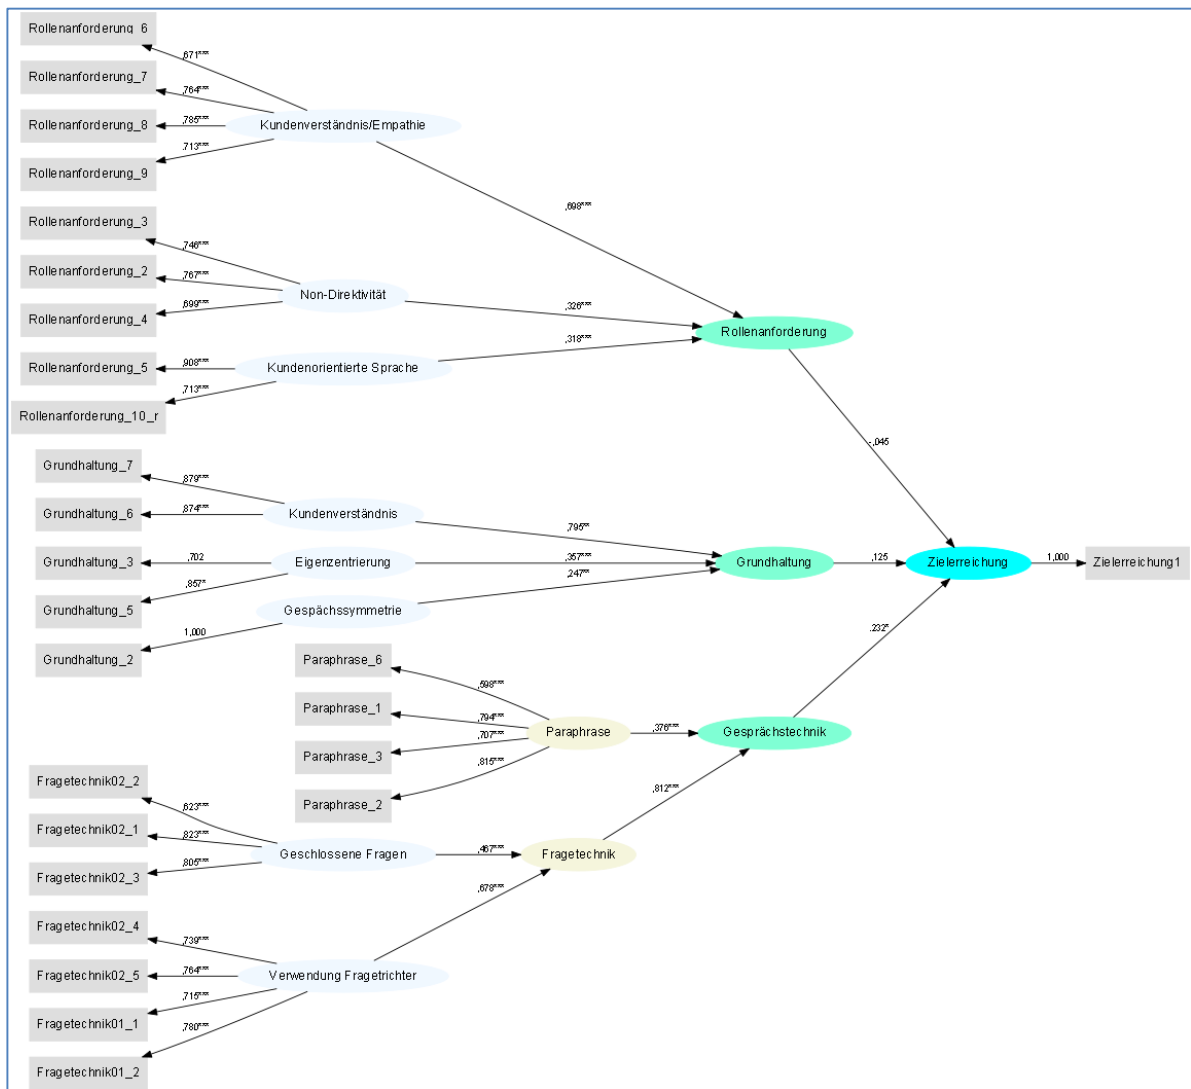 Rollenanforderung_6
,671***
Rollenanforderung_7
,764***
Kundenverständnis/Empathie
Rollenanforderung_8
,785***
,713***
Rollenanforderung_9
,698***
Rollenanforderung_3
,746***
Rollenanforderung_2
,767***
Non-Direktivität
,699***
,326***
Rollenanforderung_4
Rollenanforderung
,318***
Rollenanforderung_5
,908***
Kundenorientierte Sprache
,713***
Rollenanforderung_10_r
-,045
Grundhaltung_7
,879***
Grundhaltung_6
,874***
Kundenverständnis
,795**
Grundhaltung_3
,702
Eigenzentrierung
,357***
Grundhaltung
,125
Zielerreichung
1,000
Zielerreichung1
,857*
,247**
Grundhaltung_5
Gespächssymmetrie
1,000
Grundhaltung_2
,232*
Paraphrase_6
,598***
Paraphrase_1
,794***
Paraphrase
,376***
Gesprächstechnik
,707***
Paraphrase_3
,815***
Paraphrase_2
,812***
Fragetechnik02_2
,623***
Fragetechnik02_1
,823***
Geschlossene Fragen
,467***
Fragetechnik
,805***
Fragetechnik02_3
,678***
Fragetechnik02_4
,739***
Fragetechnik02_5
,764***
Verwendung Fragetrichter
,715***
Fragetechnik01_1
,780***
Fragetechnik01_2